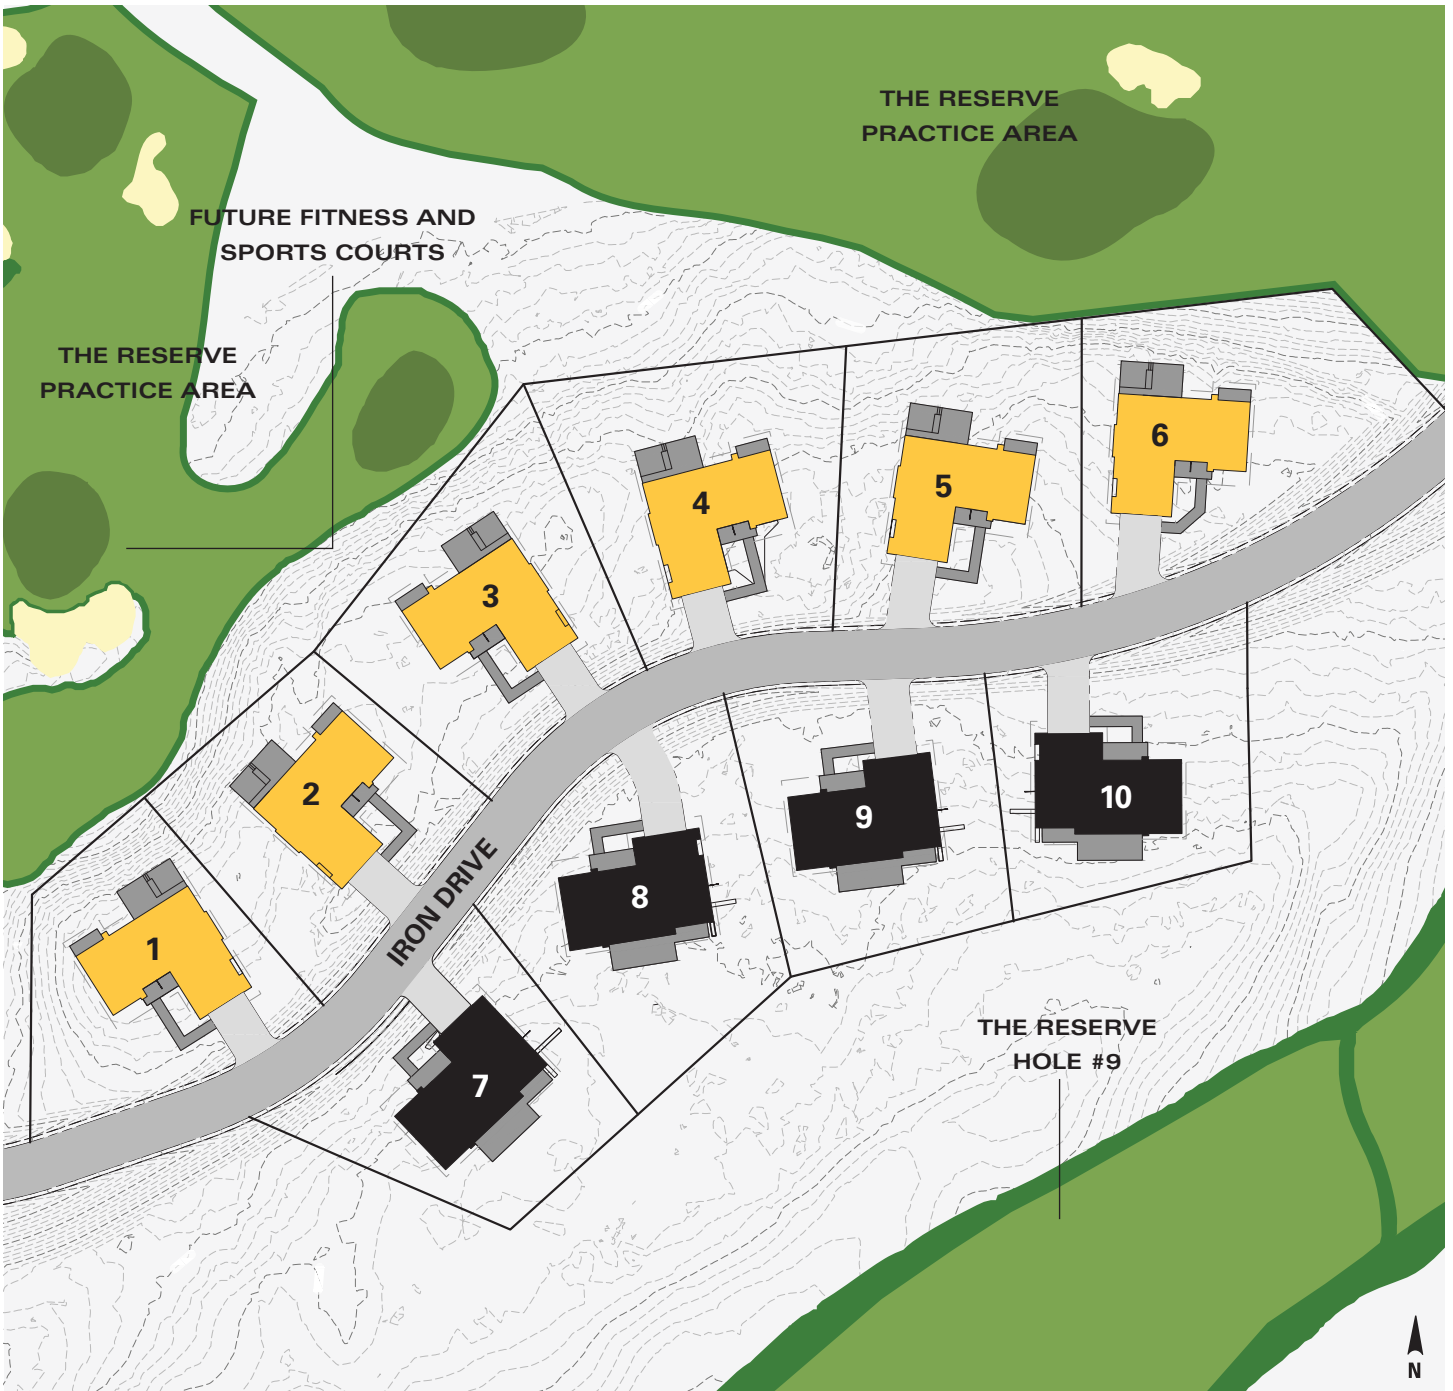 THE RESERVE
PRACTICE AREA
FUTURE FITNESS AND
SPORTS COURTS
THE RESERVE
PRACTICE AREA
6
5
4
3
2
10
9
8
IRON DRIVE
1
THE RESERVE
HOLE #9
7
N